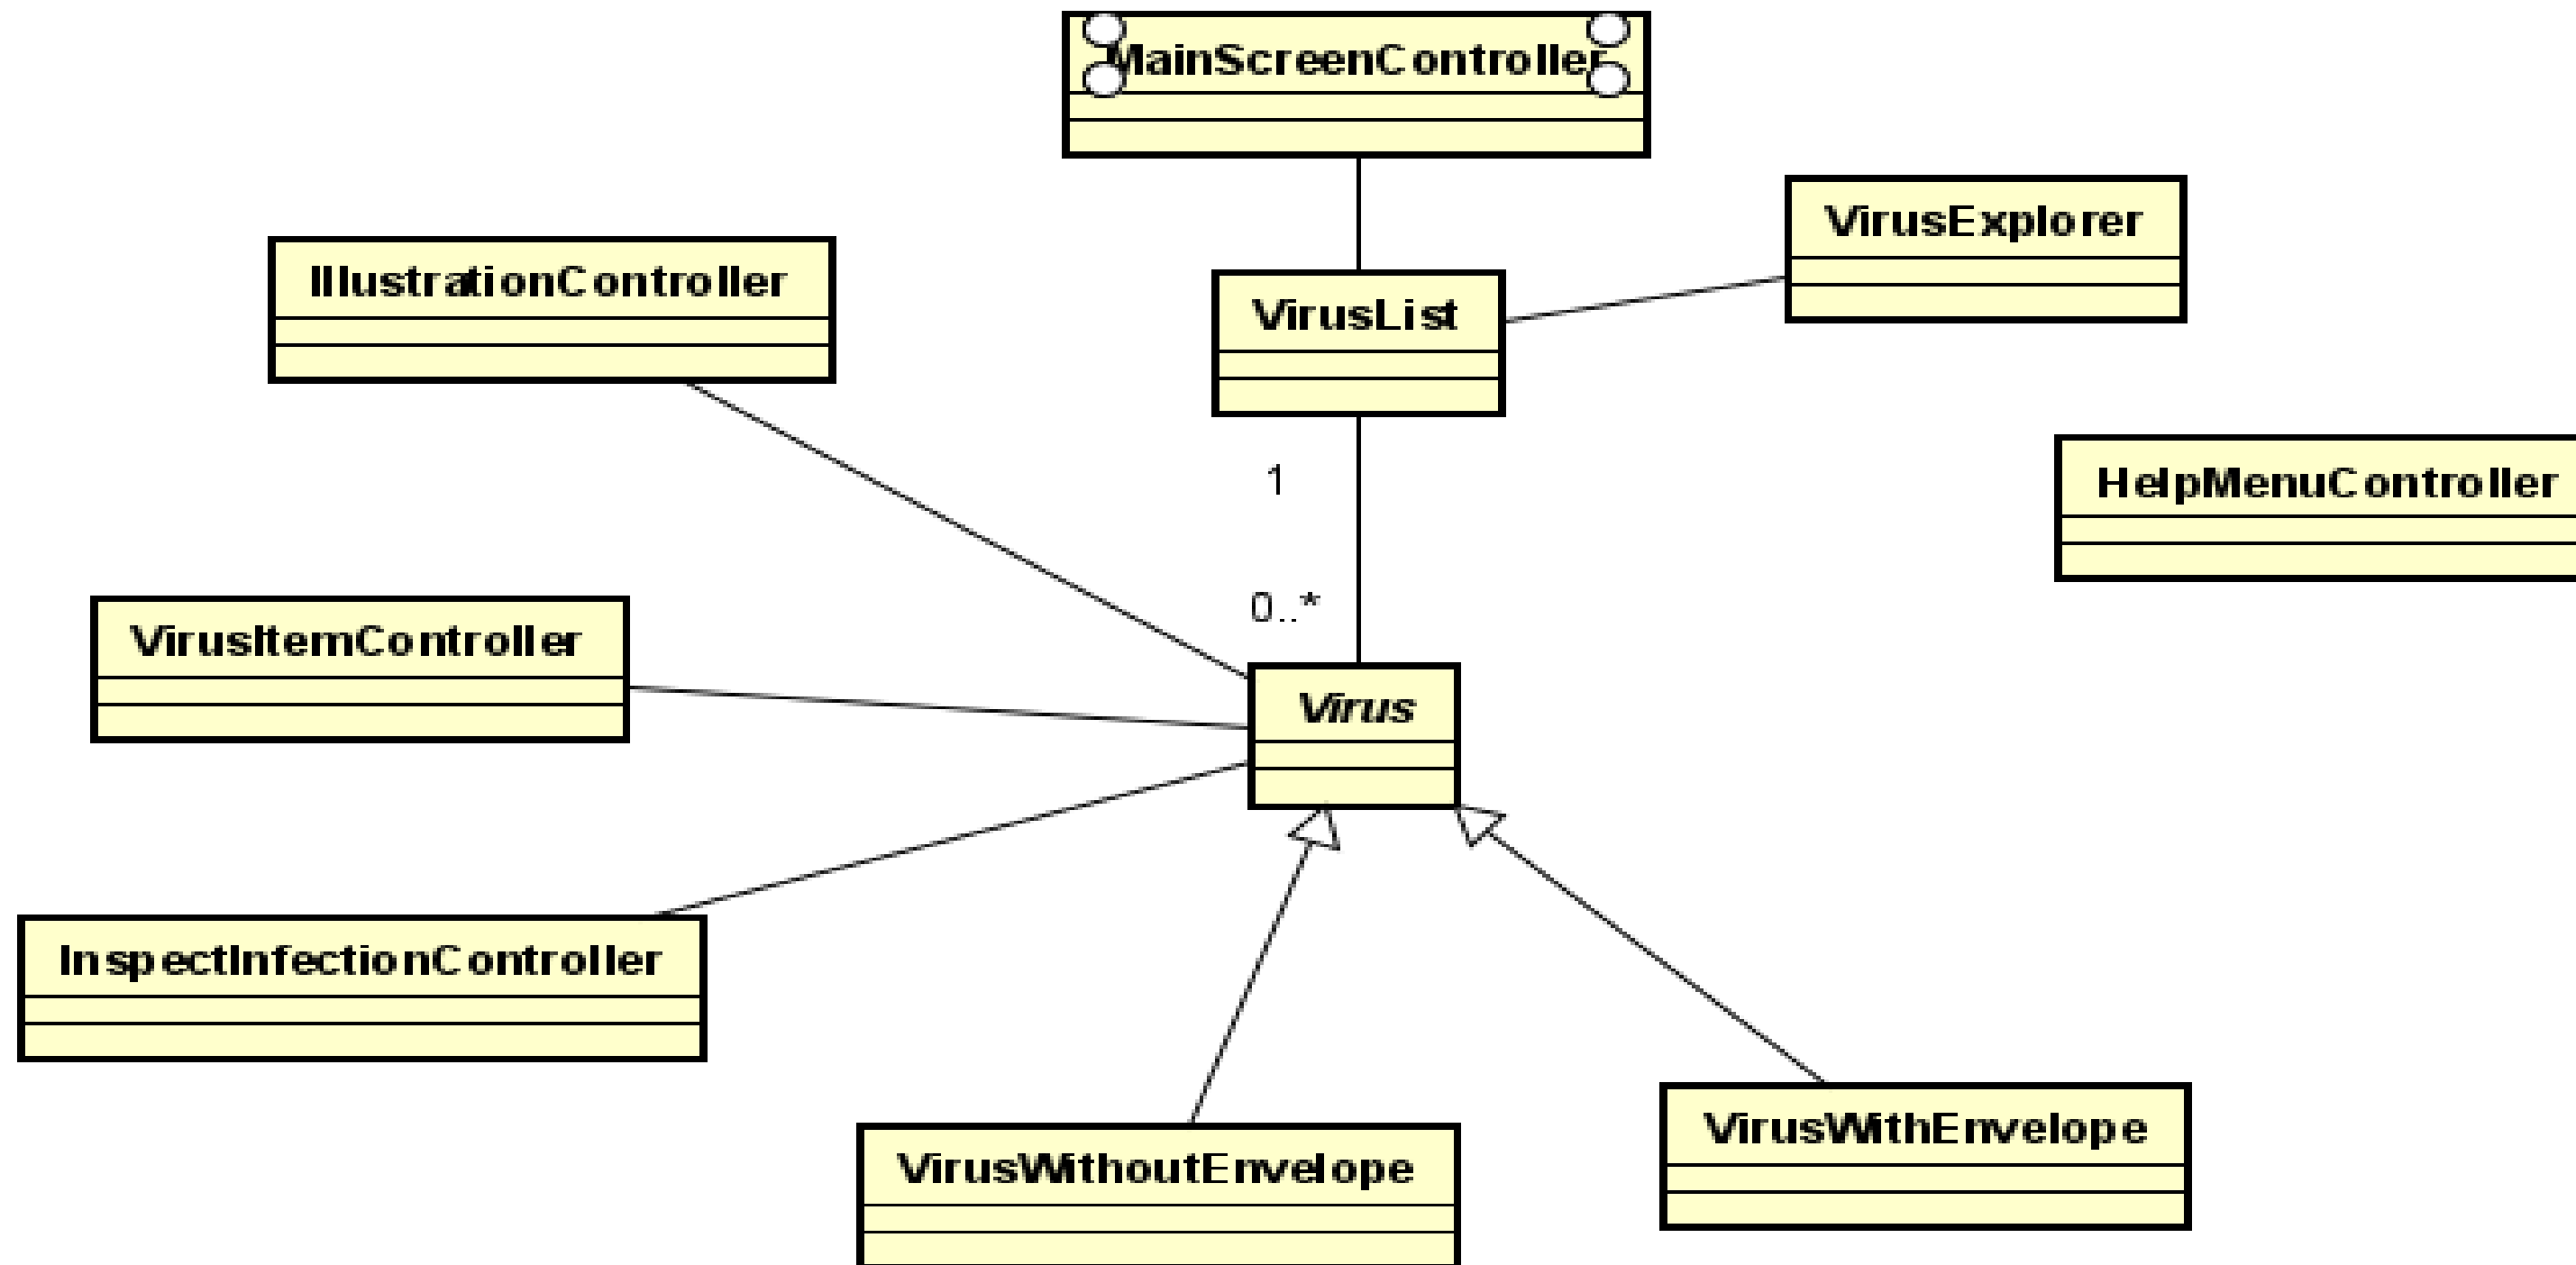 MainScreenController
VirusExplorer
IllustrationController
VirusList
1
HelpMenuController
0..*
VirusItemController
Virus
InspectInfectionController
VirusWithEnvelope
VirusWithoutEnvelope